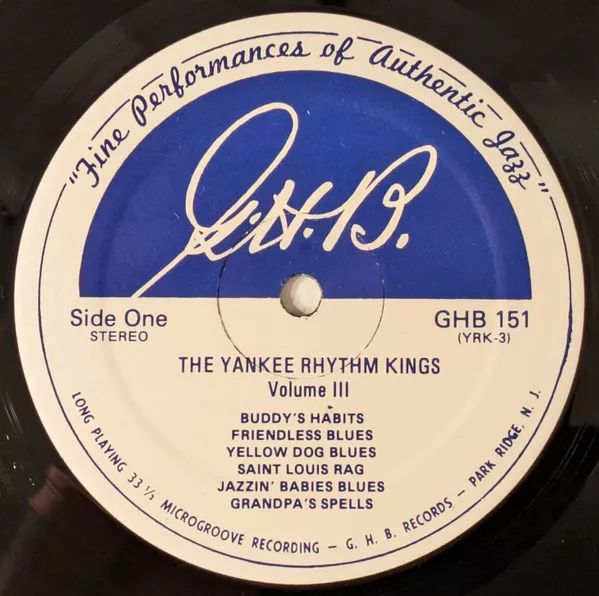 "Fine Performances of Authentic Jazz"
G.H.B.
Side One
STEREO
GHB 151
(YRK-3)
THE YANKEE RHYTHM KINGS
Volume III
BUDDY'S HABITS
FRIENDLESS BLUES
YELLOW DOG BLUES
SAINT LOUIS RAG
JAZZIN' BABIES BLUES
GRANDPA'S SPELLS
LONG PLAYING 33 ⅓ MICROGROOVE RECORDING – G. H. B. RECORDS – PARK RIDGE, N. J.